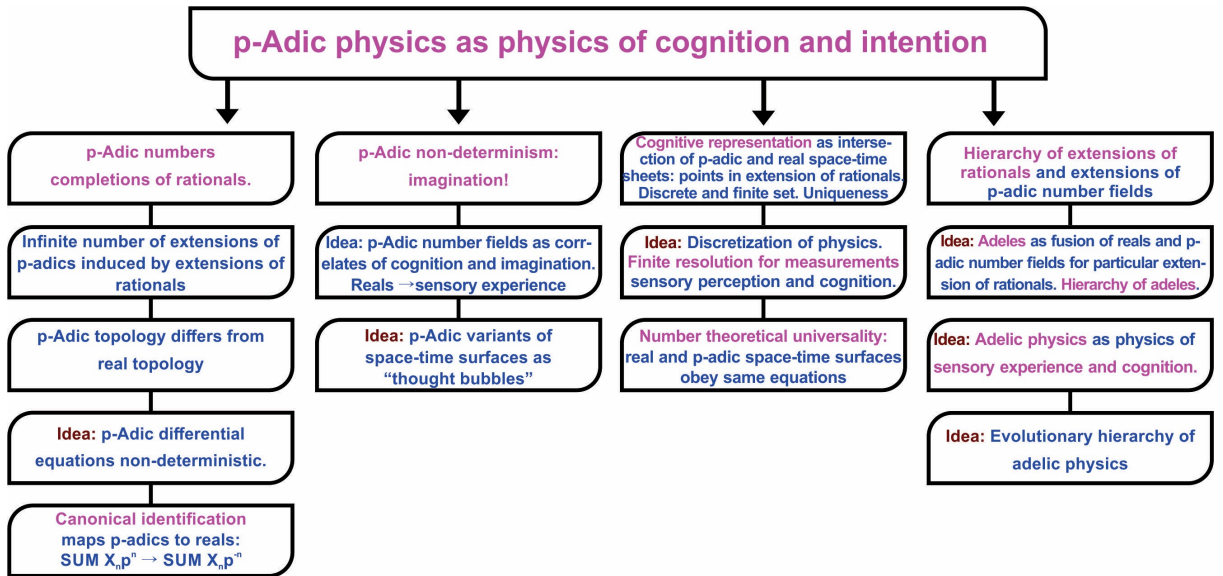 p-Adic physics as physics of cognition and intention
p-Adic numbers
completions of rationals.
Infinite number of extensions of
p-padics induced by extensions of
rationals
p-Adic topology differs from
real topology
Idea: p-Adic differential
equations non-deterministic.
Canonical identification
maps p-adics to reals:
SUM Xₙpⁿ → SUM Xₙp⁻ⁿ
p-Adic non-determinism:
imagination!
Idea: p-Adic number fields as corr-
elates of cognition and imagination.
Reals →sensory experience
Idea: p-Adic variants of
space-time surfaces as
“thought bubbles”
Cognitive representation as interse-
ction of p-adic and real space-time
sheets: points in extension of rationals.
Discrete and finite set. Uniqueness
Idea: Discretization of physics.
Finite resolution for measurements
sensory perception and cognition.
Number theoretical universality:
real and p-adic space-time surfaces
obey same equations
Hierarchy of extensions of
rationals and extensions of
p-adic number fields
Idea: Adeles as fusion of reals and p-
adic number fields for particular exten-
sion of rationals. Hierarchy of adeles.
Idea: Adelic physics as physics of
sensory experience and cognition.
Idea: Evolutionary hierarchy of
adelic physics